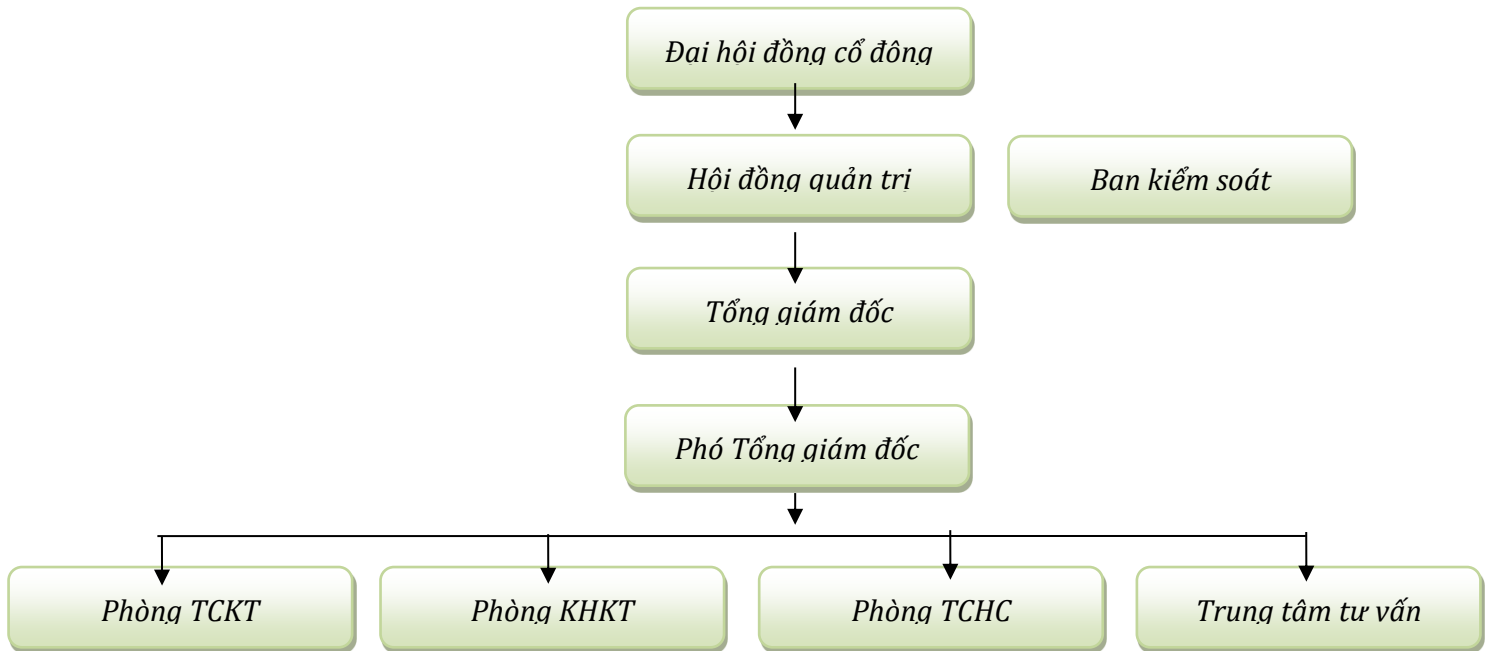 Đại hội đồng cổ đông
Hội đồng quản trị
Ban kiểm soát
Tổng giám đốc
Phó Tổng giám đốc
Phòng TCKT
Phòng KHKT
Phòng TCHC
Trung tâm tư vấn